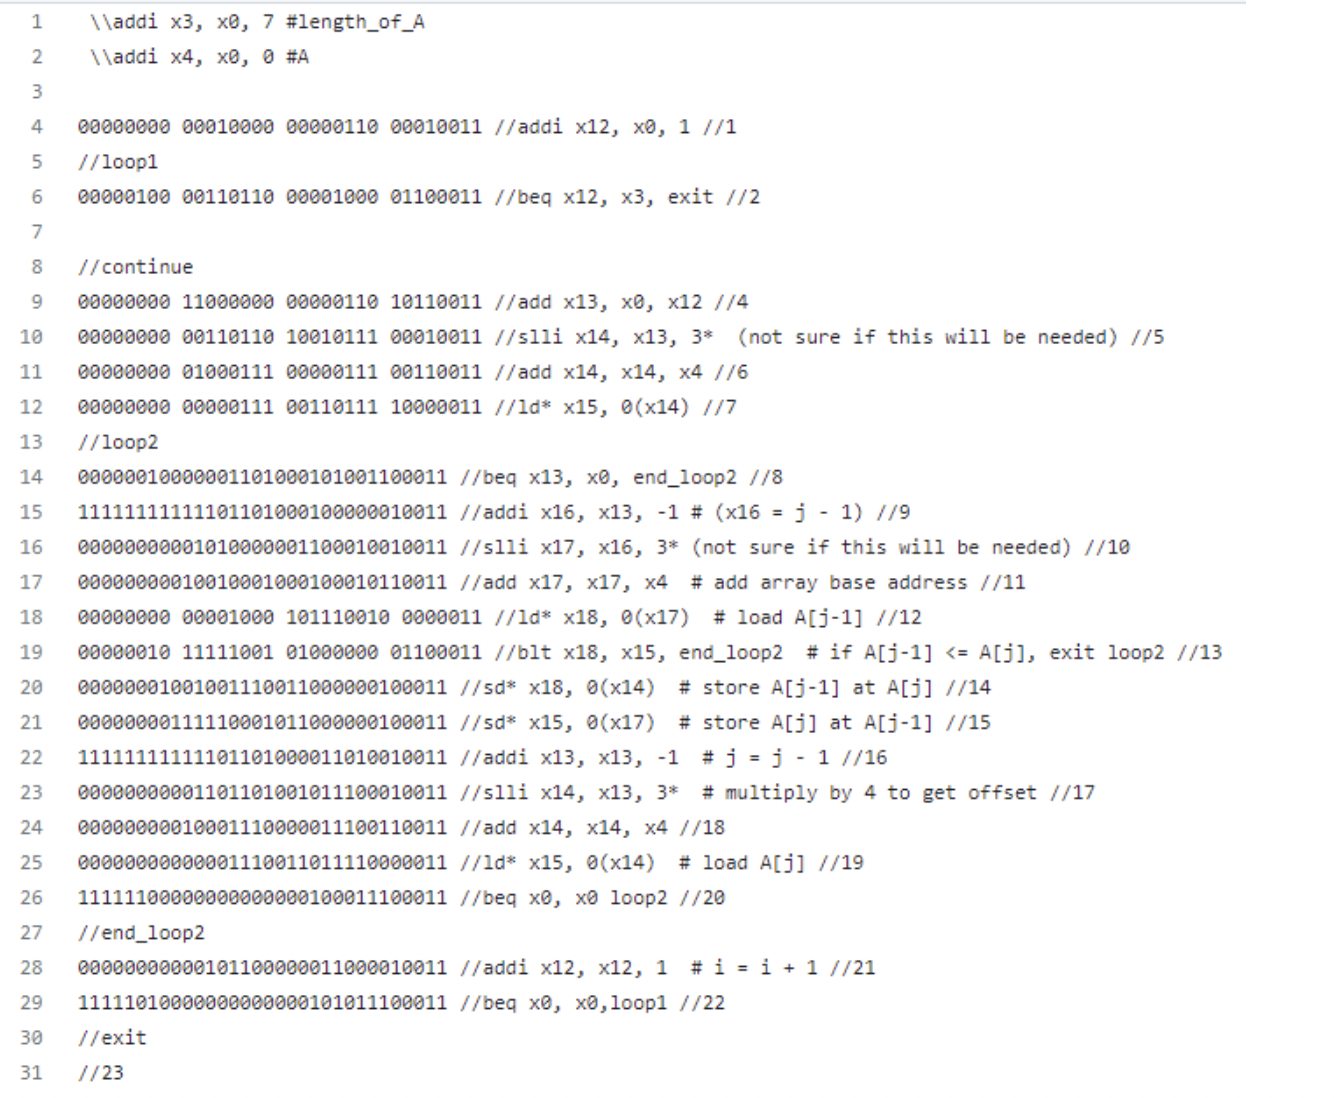 1 \\addi x3, x0, 7 #length_of_A
2 \\addi x4, x0, 0 #A
3
4 00000000 00010000 00000110 00010011 //addi x12, x0, 1 //1
5 //loop1
6 00000100 00110110 00001000 01100011 //beq x12, x3, exit //2
7
8 //continue
9 00000000 11000000 00000110 10110011 //add x13, x0, x12 //4
10 00000000 00110110 10010111 00010011 //slli x14, x13, 3*  (not sure if this will be needed) //5
11 00000000 01000111 00000111 00110011 //add x14, x14, x4 //6
12 00000000 00000111 00110111 10000011 //ld* x15, 0(x14) //7
13 //loop2
14 00000010000001101000101001100011 //beq x13, x0, end_loop2 //8
15 11111111111101101000100000010011 //addi x16, x13, -1 # (x16 = j - 1) //9
16 00000000001010000001100010010011 //slli x17, x16, 3* (not sure if this will be needed) //10
17 00000000010010001000100010110011 //add x17, x17, x4  # add array base address //11
18 00000000 00001000 101110010 0000011 //ld* x18, 0(x17)  # load A[j-1] //12
19 00000010 11111001 01000000 01100011 //blt x18, x15, end_loop2  # if A[j-1] <= A[j], exit loop2 //13
20 00000001001001110011000000100011 //sd* x18, 0(x14)  # store A[j-1] at A[j] //14
21 00000000111110001011000000100011 //sd* x15, 0(x17)  # store A[j] at A[j-1] //15
22 11111111111101101000011010010011 //addi x13, x13, -1  # j = j - 1 //16
23 00000000001101101001011100010011 //slli x14, x13, 3*  # multiply by 4 to get offset //17
24 00000000010001110000011100110011 //add x14, x14, x4 //18
25 00000000000001110011011110000011 //ld* x15, 0(x14)  # load A[j] //19
26 11111100000000000000100011100011 //beq x0, x0 loop2 //20
27 //end_loop2
28 00000000000101100000011000010011 //addi x12, x12, 1  # i = i + 1 //21
29 11111010000000000000101011100011 //beq x0, x0,loop1 //22
30 //exit
31 //23